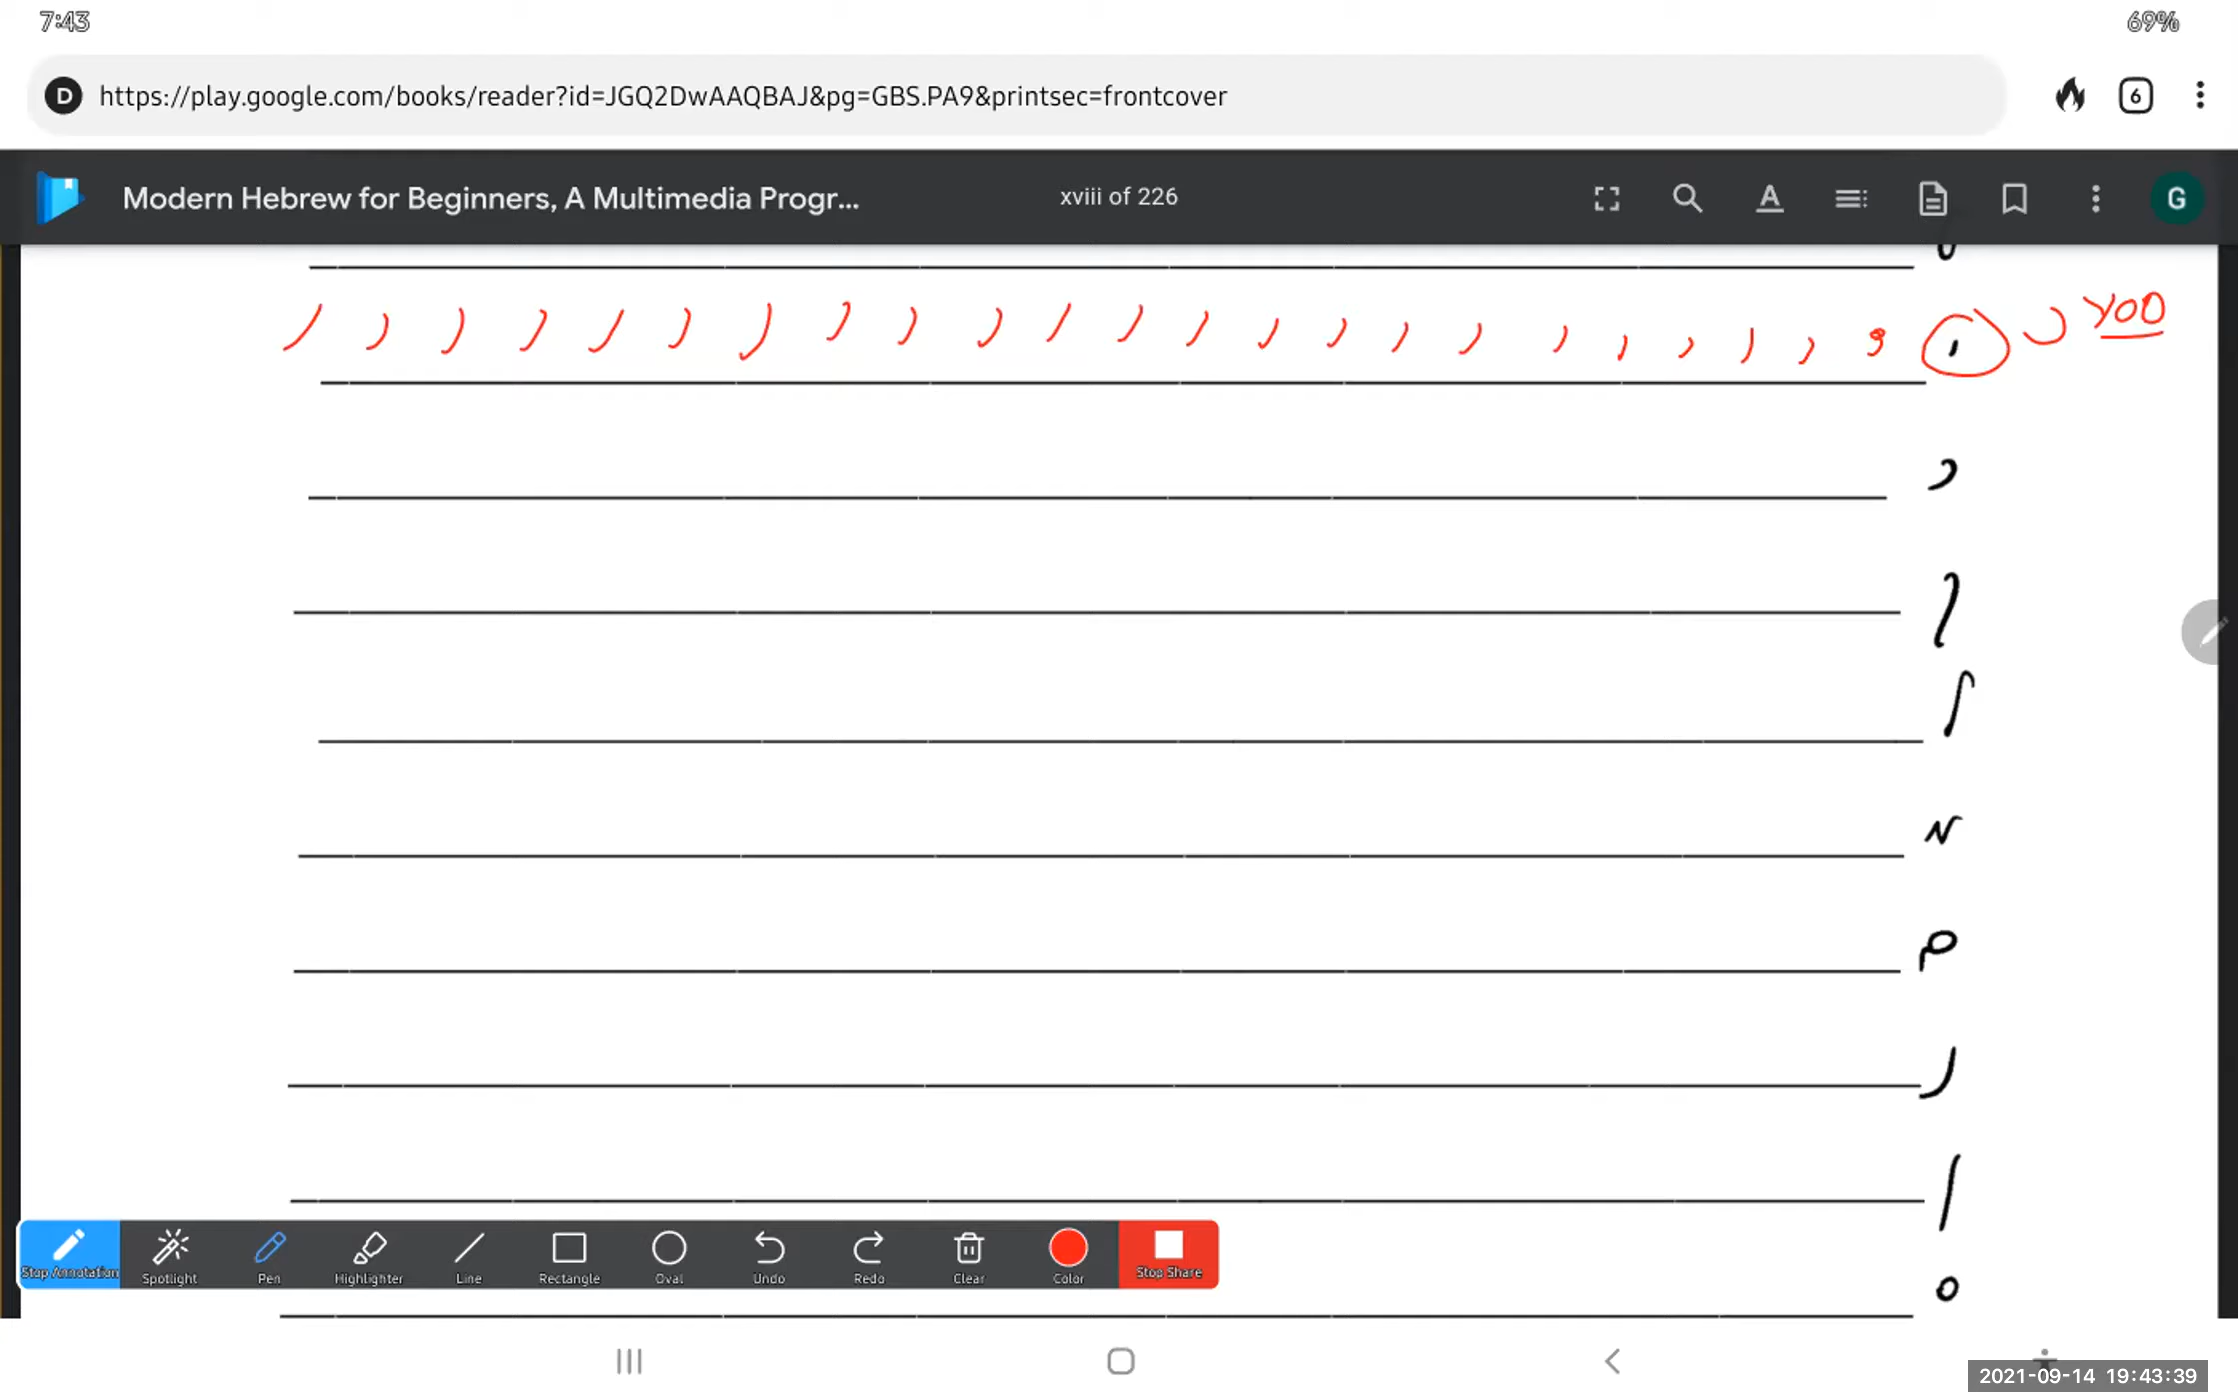 7:43 69%
D https://play.google.com/books/reader?id=JGQ2DwAAQBAJ&pg=GBS.PA9&printsec=frontcover 6
Modern Hebrew for Beginners, A Multimedia Progr... xviii of 226 A G
י YOD
כ
ל
ן
מ
ם
נ
ן
ס
Stop Annotation Spotlight Pen Highlighter Line Rectangle Oval Undo Redo Clear Color Stop Share
2021-09-14 19:43:39